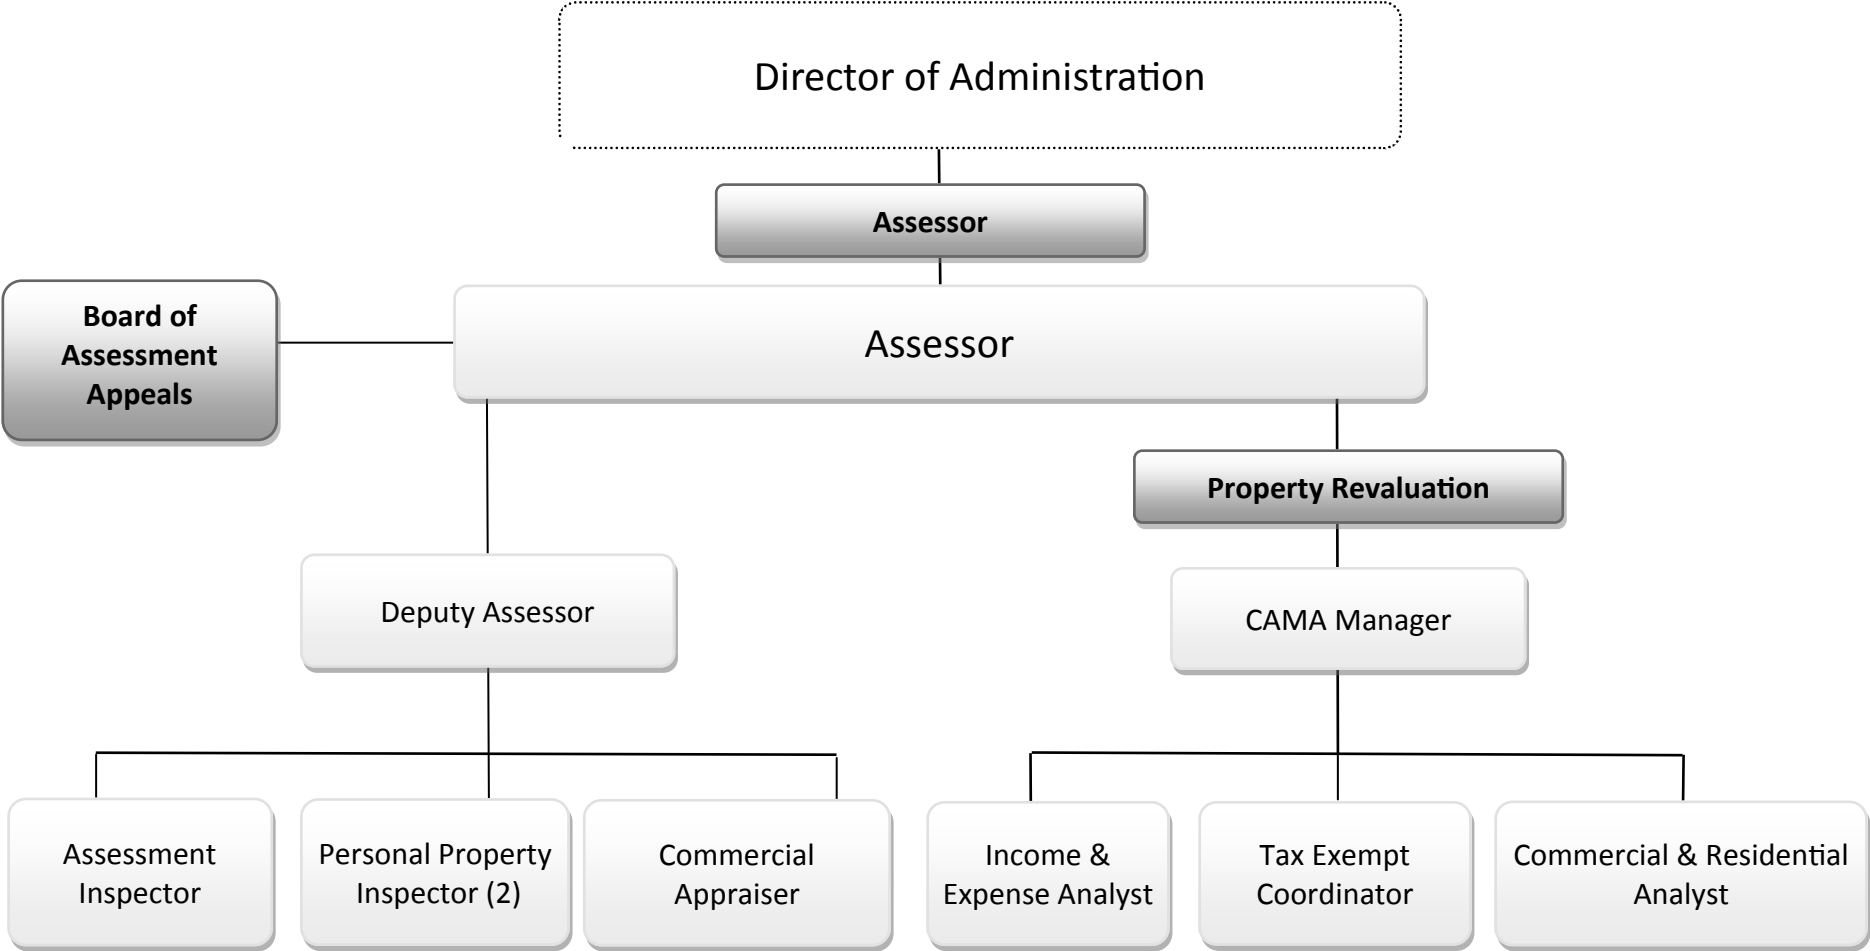 Director of Administration
Assessor
Board of
Assessment
Appeals
Assessor
Property Revaluation
Deputy Assessor
CAMA Manager
Assessment
Inspector
Personal Property
Inspector (2)
Commercial
Appraiser
Income &
Expense Analyst
Tax Exempt
Coordinator
Commercial & Residential
Analyst